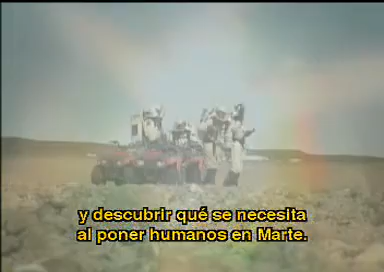 y descubrir qué se necesita
al poner humanos en Marte.